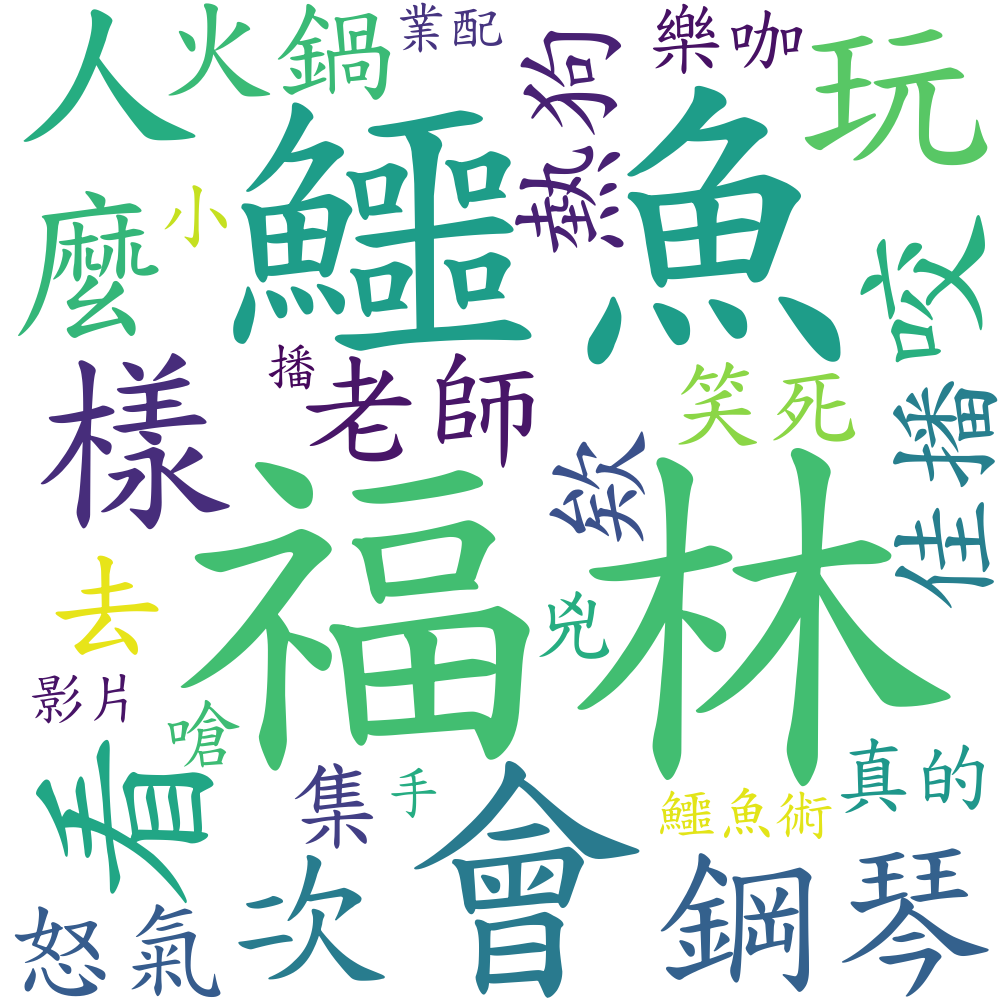 人
火鍋
業配
熱狗
樂咖
玩
鱷魚
麼
小
咬
樣
播
老師
笑死
佳播
欸
福林
去
兇
影片
嗆
看
集
手
會
鱷魚術
真的
怒氣
次
鋼琴